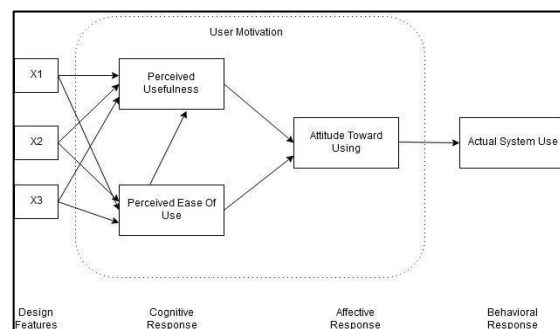 User Motivation
X1
X2
X3
Perceived
Usefulness
Perceived Ease Of
Use
Attitude Toward
Using
Actual System Use
Design
Features
Cognitive
Response
Affective
Response
Behavioral
Response